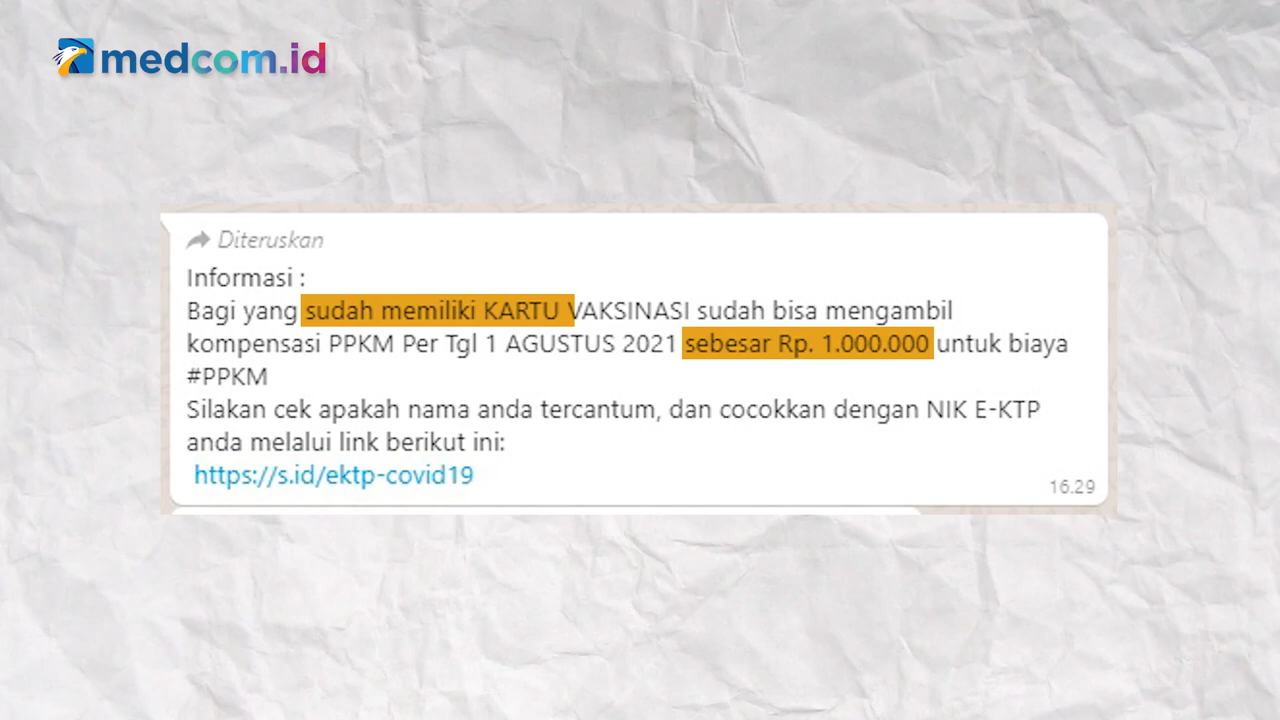 medcom.id
Diteruskan
Informasi :
Bagi yang sudah memiliki KARTU VAKSINASI sudah bisa mengambil
kompensasi PPKM Per Tgl 1 AGUSTUS 2021 sebesar Rp. 1.000.000 untuk biaya
#PPKM
Silakan cek apakah nama anda tercantum, dan cocokkan dengan NIK E-KTP
anda melalui link berikut ini:
https://s.id/ektp-covid19
16.29